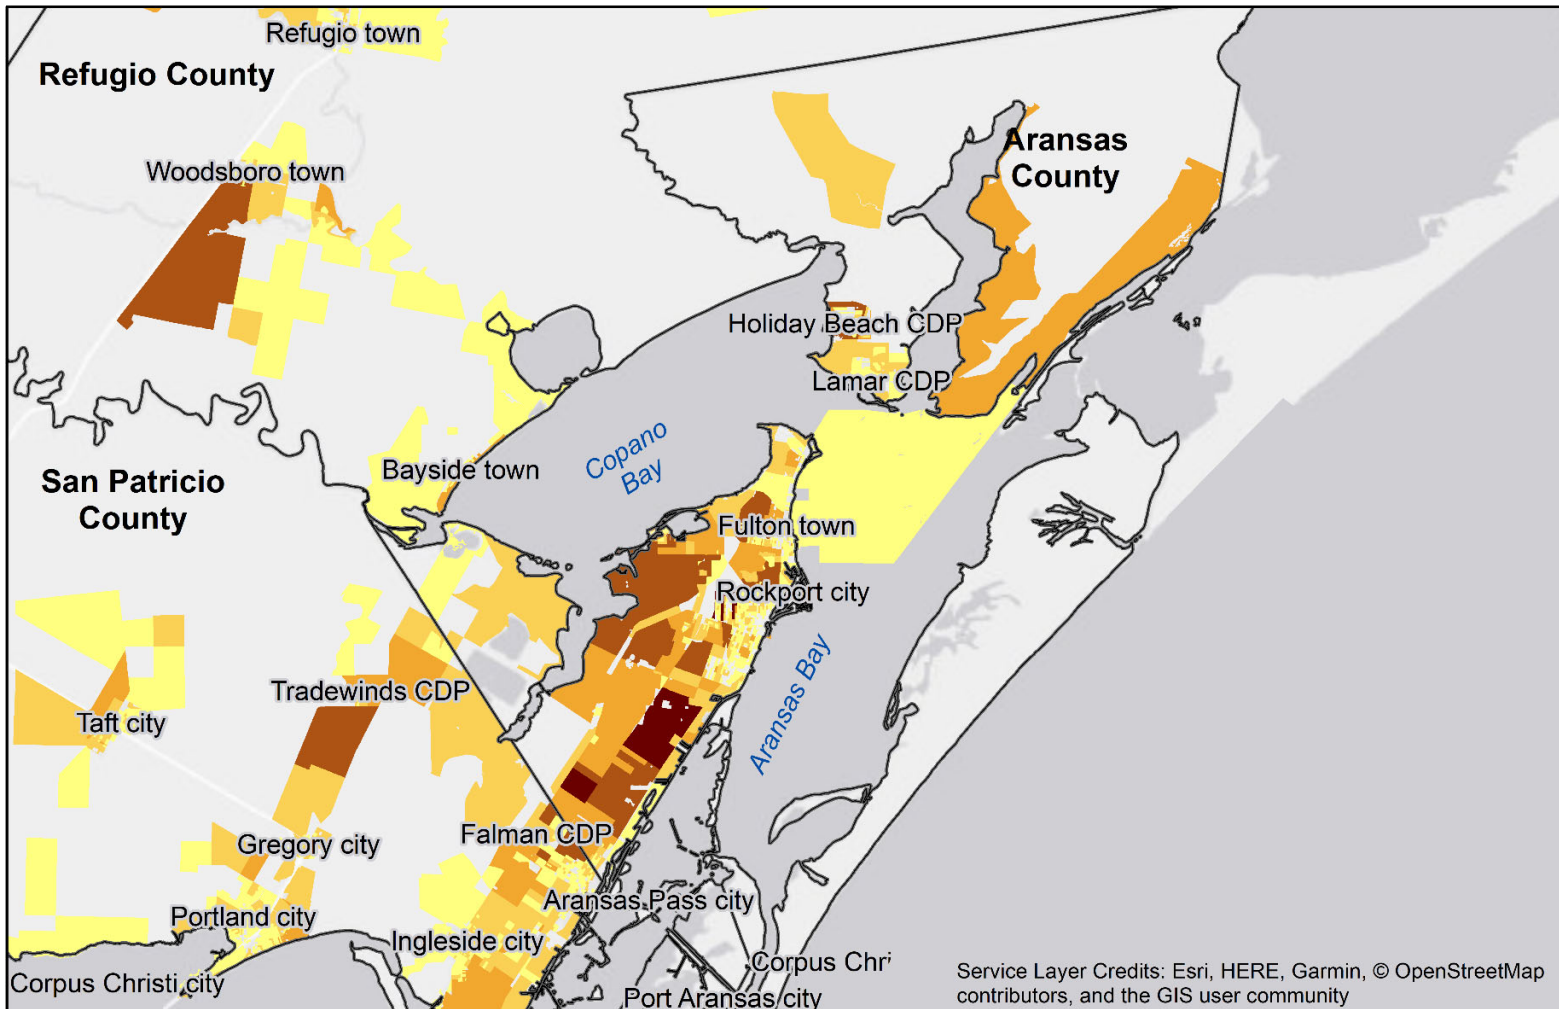 Refugio town
Refugio County
Aransas
County
Woodsboro town
Holiday Beach CDP
Lamar CDP
Copano
Bay
Bayside town
San Patricio
County
Fulton town
Rockport city
Aransas Bay
Tradewinds CDP
Taft city
Falman CDP
Gregory city
Aransas Pass city
Portland city
Ingleside city
Corpus Chri
Corpus Christi city
Port Aransas city
Service Layer Credits: Esri, HERE, Garmin, © OpenStreetMap
contributors, and the GIS user community